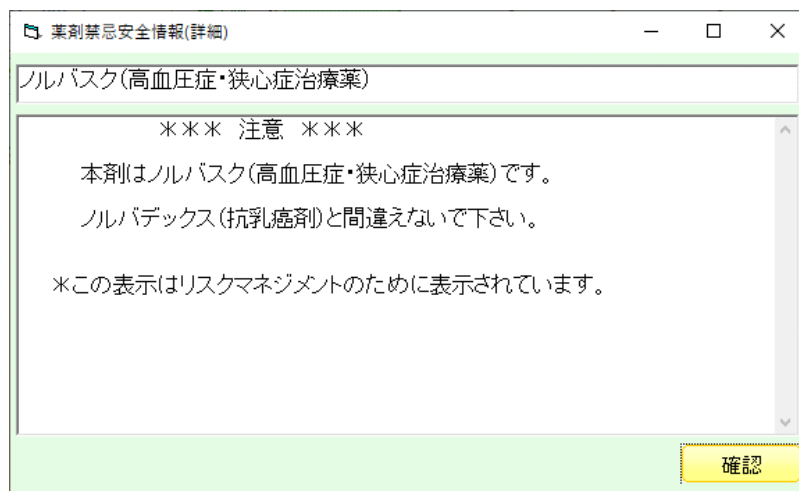 薬剤禁忌安全情報(詳細)
ノルバスク(高血圧症・狭心症治療薬)
＊＊＊ 注意 ＊＊＊
本剤はノルバスク(高血圧症・狭心症治療薬)です。
ノルバデックス(抗乳癌剤)と間違えないで下さい。
＊この表示はリスクマネジメントのために表示されています。
確認